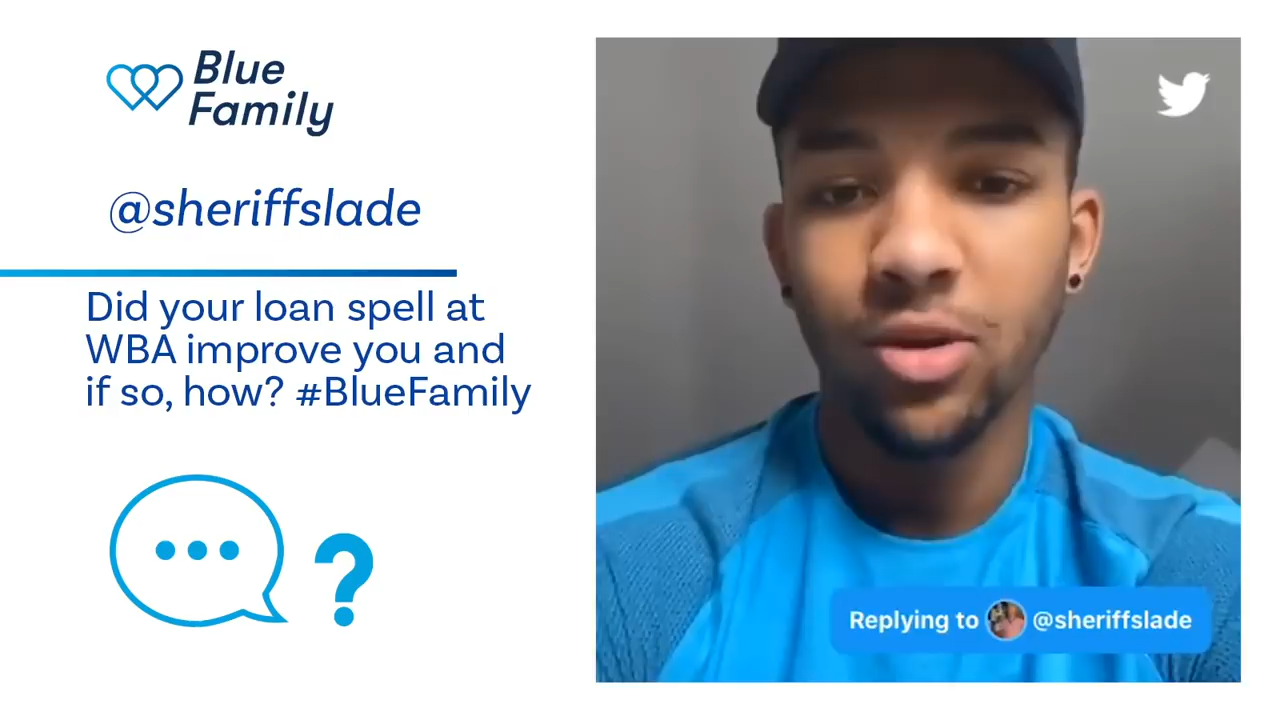 Blue
Family
@sheriffslade
Did your loan spell at
WBA improve you and
if so, how? #BlueFamily
?
Replying to @sheriffslade